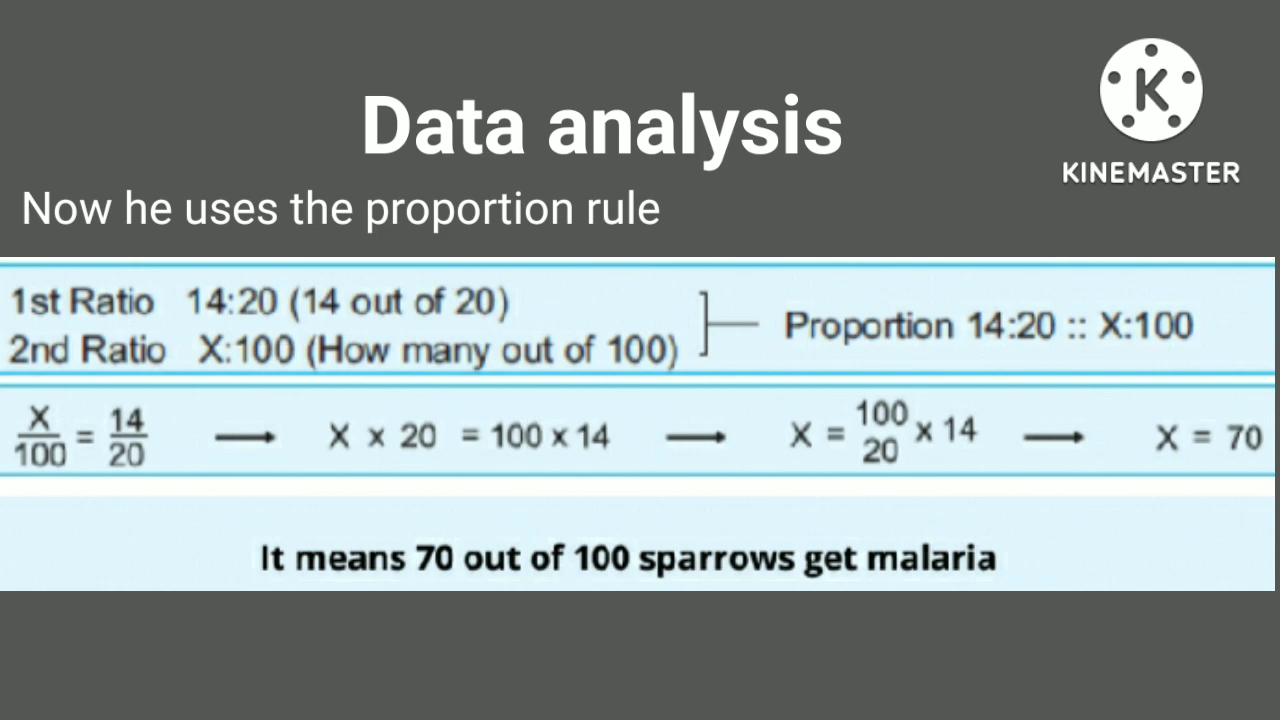 K
KINEMASTER
Data analysis
Now he uses the proportion rule
1st Ratio 14:20 (14 out of 20)
2nd Ratio X:100 (How many out of 100)
Proportion 14:20 :: X:100
X/100 = 14/20 → X x 20 = 100 x 14 → X = 100/20 x 14 → X = 70
It means 70 out of 100 sparrows get malaria